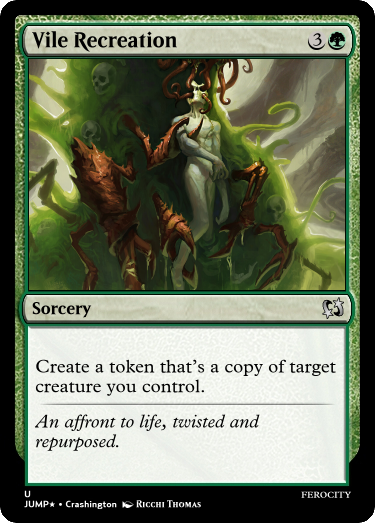 Vile Recreation 3
Sorcery
Create a token that's a copy of target
creature you control.
An affront to life, twisted and
repurposed.
U
JUMP★ • Crashington Ricchi Thomas
FEROCITY